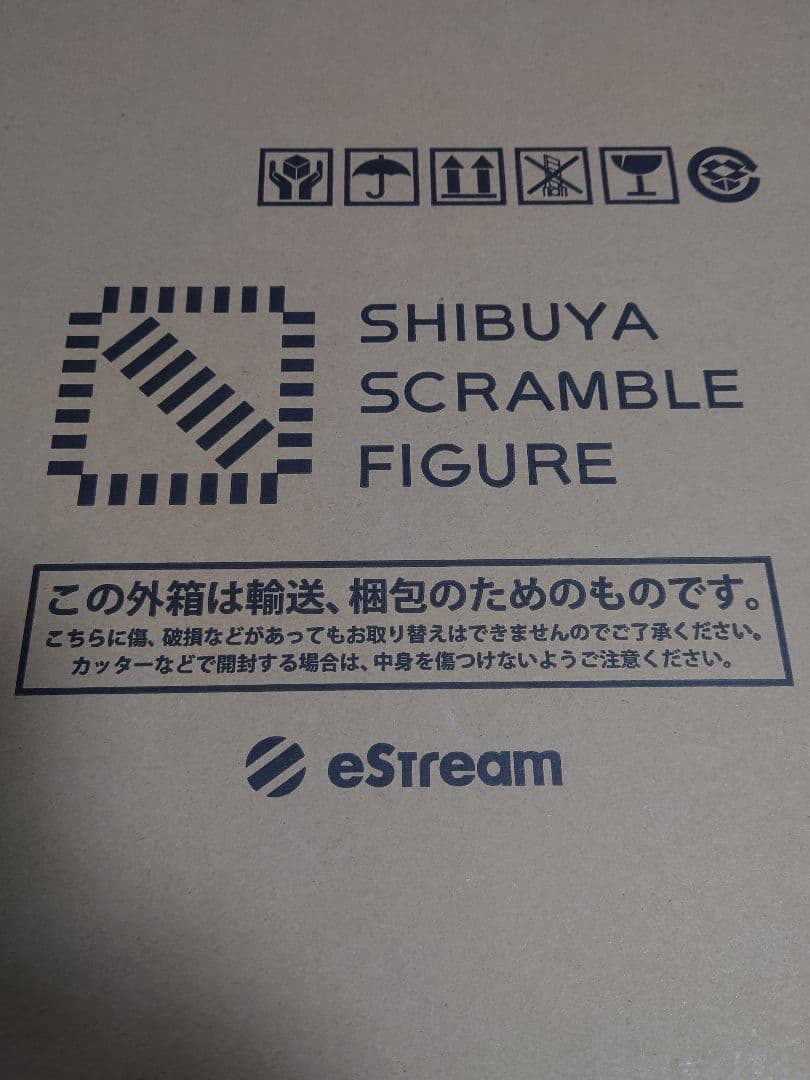 SHIBUYA
SCRAMBLE
FIGURE
この外箱は輸送、梱包のためのものです。
こちらに傷、破損などがあってもお取り替えはできませんのでご了承ください。
カッターなどで開封する場合は、中身を傷つけないようご注意ください。
eStream